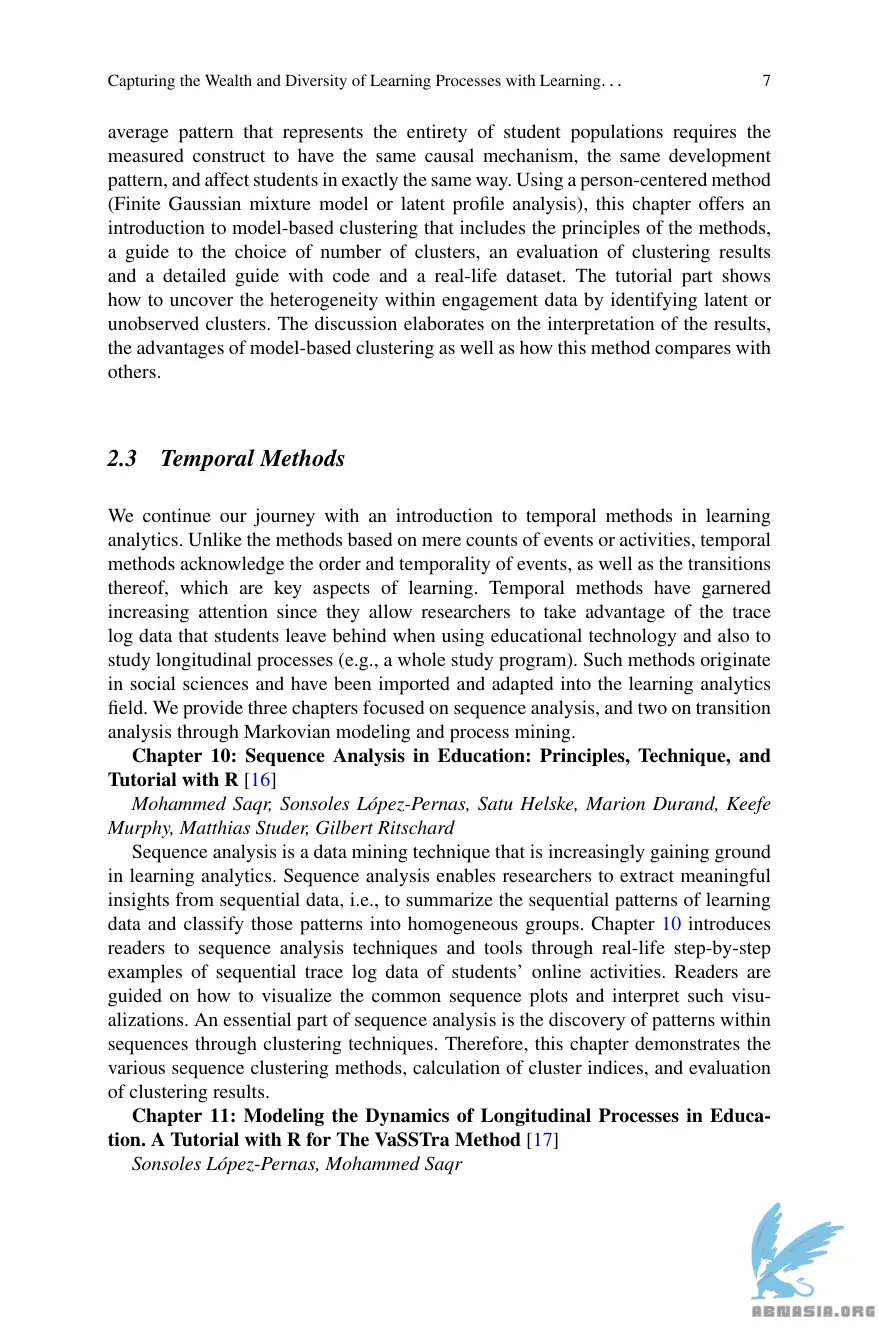 Capturing the Wealth and Diversity of Learning Processes with Learning. . . 7
average pattern that represents the entirety of student populations requires the
measured construct to have the same causal mechanism, the same development
pattern, and affect students in exactly the same way. Using a person-centered method
(Finite Gaussian mixture model or latent profile analysis), this chapter offers an
introduction to model-based clustering that includes the principles of the methods,
a guide to the choice of number of clusters, an evaluation of clustering results
and a detailed guide with code and a real-life dataset. The tutorial part shows
how to uncover the heterogeneity within engagement data by identifying latent or
unobserved clusters. The discussion elaborates on the interpretation of the results,
the advantages of model-based clustering as well as how this method compares with
others.
2.3 Temporal Methods
We continue our journey with an introduction to temporal methods in learning
analytics. Unlike the methods based on mere counts of events or activities, temporal
methods acknowledge the order and temporality of events, as well as the transitions
thereof, which are key aspects of learning. Temporal methods have garnered
increasing attention since they allow researchers to take advantage of the trace
log data that students leave behind when using educational technology and also to
study longitudinal processes (e.g., a whole study program). Such methods originate
in social sciences and have been imported and adapted into the learning analytics
field. We provide three chapters focused on sequence analysis, and two on transition
analysis through Markovian modeling and process mining.
Chapter 10: Sequence Analysis in Education: Principles, Technique, and
Tutorial with R [16]
Mohammed Saqr, Sonsoles López-Pernas, Satu Helske, Marion Durand, Keefe
Murphy, Matthias Studer, Gilbert Ritschard
Sequence analysis is a data mining technique that is increasingly gaining ground
in learning analytics. Sequence analysis enables researchers to extract meaningful
insights from sequential data, i.e., to summarize the sequential patterns of learning
data and classify those patterns into homogeneous groups. Chapter 10 introduces
readers to sequence analysis techniques and tools through real-life step-by-step
examples of sequential trace log data of students’ online activities. Readers are
guided on how to visualize the common sequence plots and interpret such visu-
alizations. An essential part of sequence analysis is the discovery of patterns within
sequences through clustering techniques. Therefore, this chapter demonstrates the
various sequence clustering methods, calculation of cluster indices, and evaluation
of clustering results.
Chapter 11: Modeling the Dynamics of Longitudinal Processes in Educa-
tion. A Tutorial with R for The VaSSTra Method [17]
Sonsoles López-Pernas, Mohammed Saqr
ABNASIA.ORG